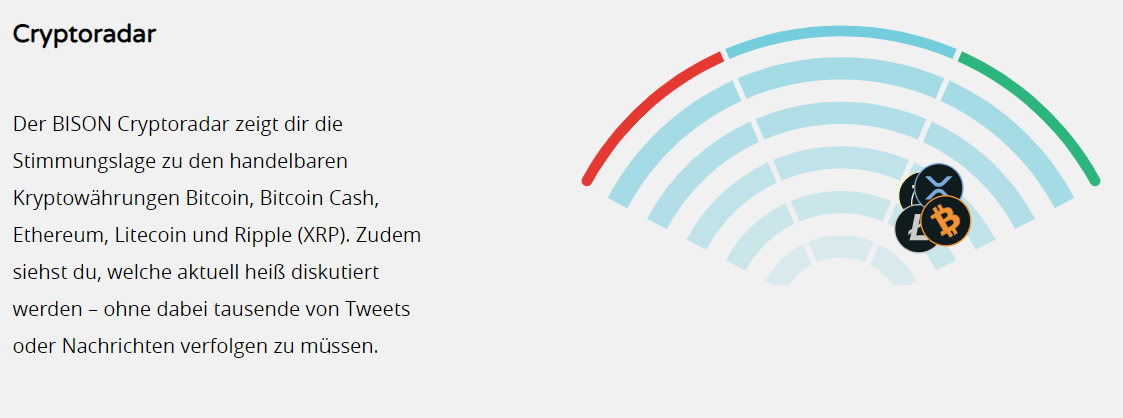 Cryptoradar
Der BISON Cryptoradar zeigt dir die
Stimmungslage zu den handelbaren
Kryptowährungen Bitcoin, Bitcoin Cash,
Ethereum, Litecoin und Ripple (XRP). Zudem
siehst du, welche aktuell heiß diskutiert
werden – ohne dabei tausende von Tweets
oder Nachrichten verfolgen zu müssen.